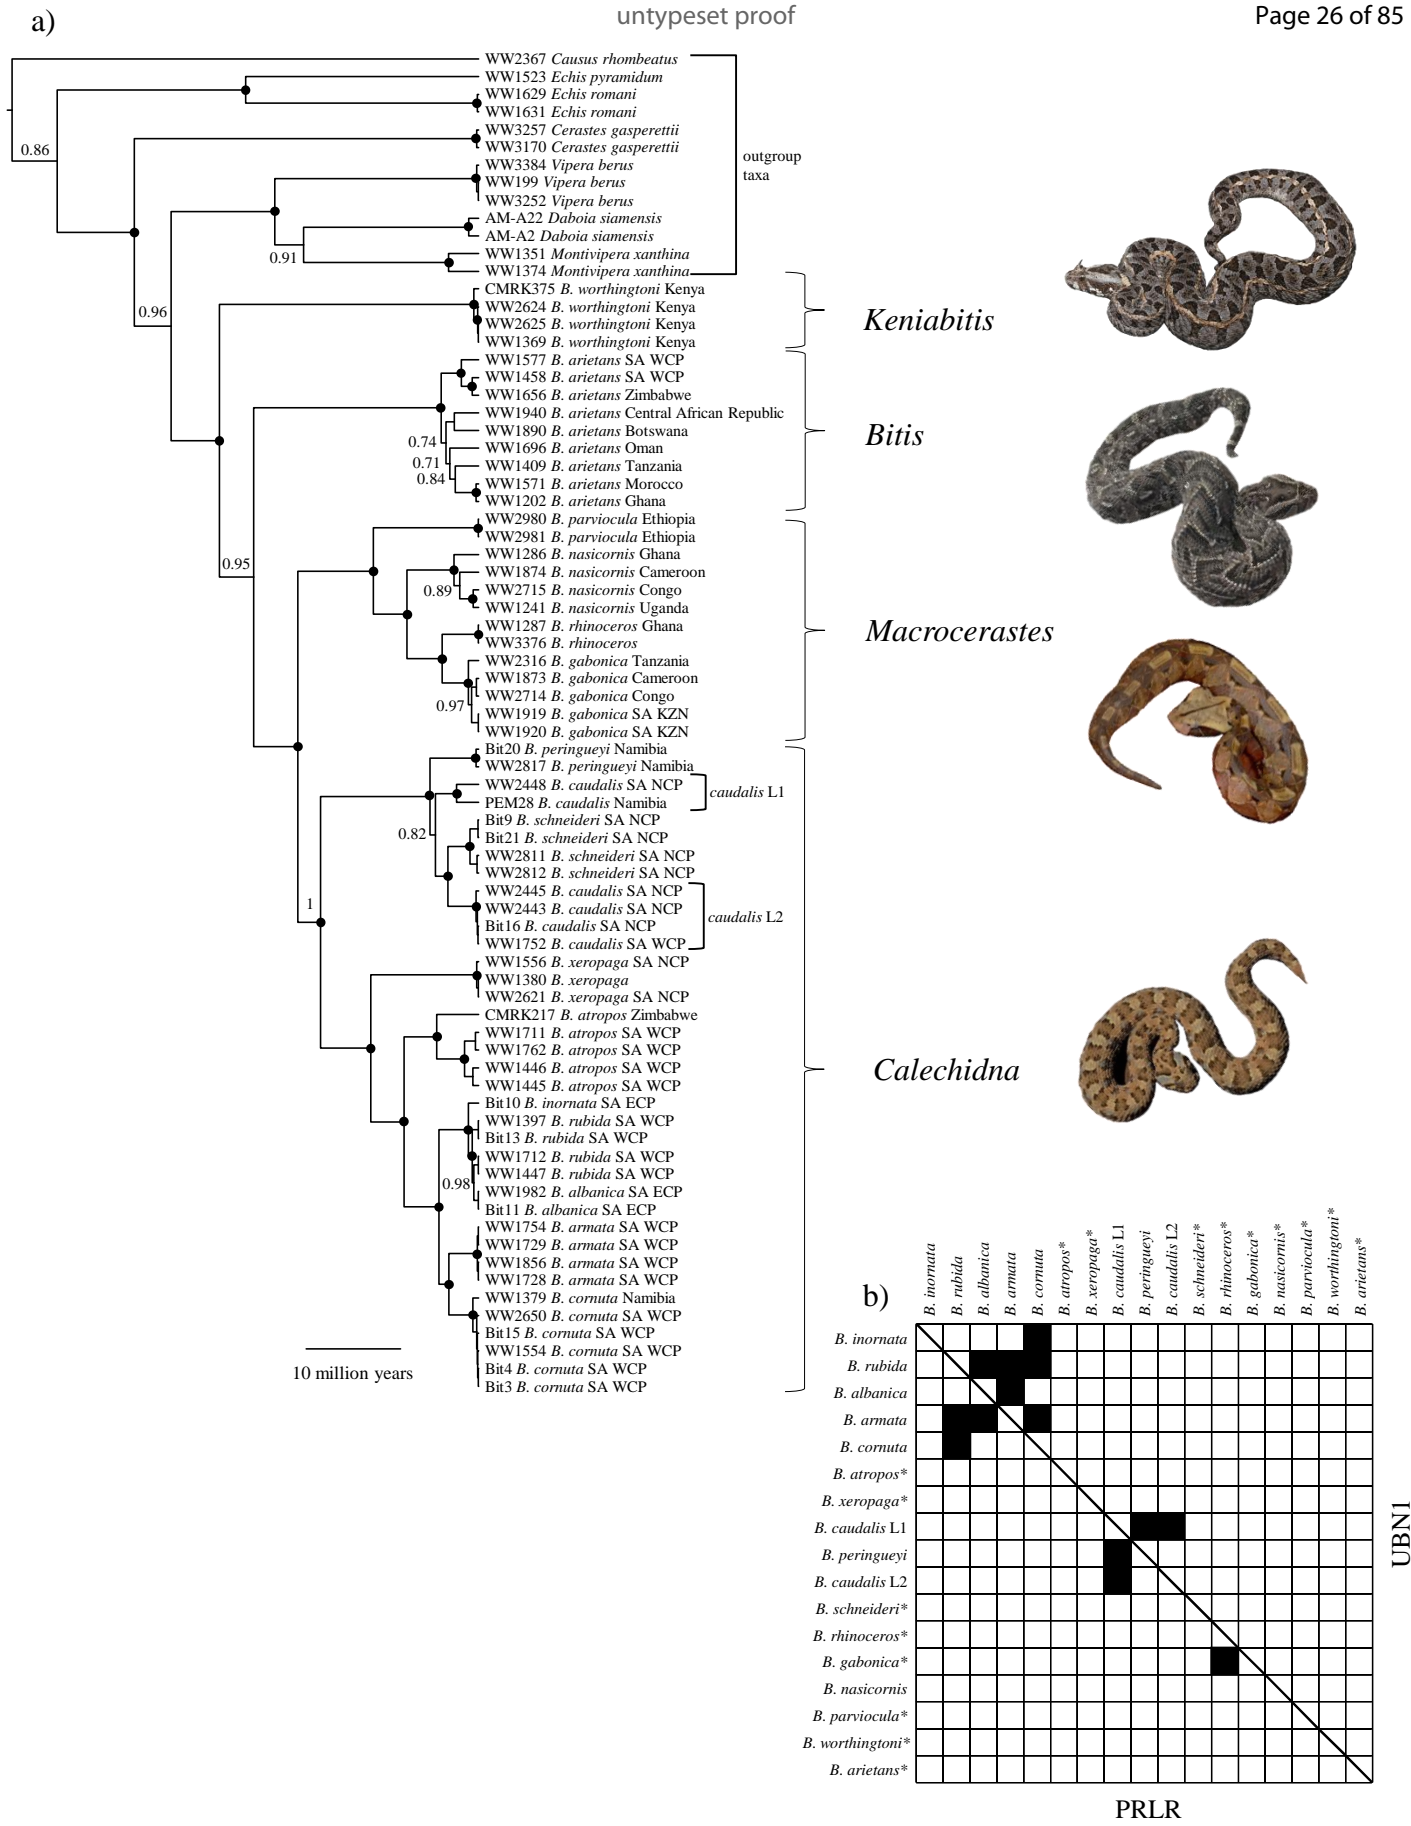 untypeset proof
Page 26 of 85
a)
WW2367 Causus rhombeatus
WW1523 Echis pyramidum
WW1629 Echis romani
WW1631 Echis romani
WW3257 Cerastes gasperettii
WW3170 Cerastes gasperettii
WW3384 Vipera berus
WW199 Vipera berus
WW3252 Vipera berus
AM-A22 Daboia siamensis
AM-A2 Daboia siamensis
WW1351 Montivipera xanthina
WW1374 Montivipera xanthina
CMRK375 B. worthingtoni Kenya
WW2624 B. worthingtoni Kenya
WW2625 B. worthingtoni Kenya
WW1369 B. worthingtoni Kenya
WW1577 B. arietans SA WCP
WW1458 B. arietans SA WCP
WW1656 B. arietans Zimbabwe
WW1940 B. arietans Central African Republic
WW1890 B. arietans Botswana
WW1696 B. arietans Oman
WW1409 B. arietans Tanzania
WW1571 B. arietans Morocco
WW1202 B. arietans Ghana
WW2980 B. parviocula Ethiopia
WW2981 B. parviocula Ethiopia
WW1286 B. nasicornis Ghana
WW1874 B. nasicornis Cameroon
WW2715 B. nasicornis Congo
WW1241 B. nasicornis Uganda
WW1287 B. rhinoceros Ghana
WW3376 B. rhinoceros
WW2316 B. gabonica Tanzania
WW1873 B. gabonica Cameroon
WW2714 B. gabonica Congo
WW1919 B. gabonica SA KZN
WW1920 B. gabonica SA KZN
Bit20 B. peringueyi Namibia
WW2817 B. peringueyi Namibia
WW2448 B. caudalis SA NCP
PEM28 B. caudalis Namibia
Bit9 B. schneideri SA NCP
Bit21 B. schneideri SA NCP
WW2811 B. schneideri SA NCP
WW2812 B. schneideri SA NCP
WW2445 B. caudalis SA NCP
WW2443 B. caudalis SA NCP
Bit16 B. caudalis SA NCP
WW1752 B. caudalis SA WCP
WW1556 B. xeropaga SA NCP
WW1380 B. xeropaga
WW2621 B. xeropaga SA NCP
CMRK217 B. atropos Zimbabwe
WW1711 B. atropos SA WCP
WW1762 B. atropos SA WCP
WW1446 B. atropos SA WCP
WW1445 B. atropos SA WCP
Bit10 B. inornata SA ECP
WW1397 B. rubida SA WCP
Bit13 B. rubida SA WCP
WW1712 B. rubida SA WCP
WW1447 B. rubida SA WCP
WW1982 B. albanica SA ECP
Bit11 B. albanica SA ECP
WW1754 B. armata SA WCP
WW1729 B. armata SA WCP
WW1856 B. armata SA WCP
WW1728 B. armata SA WCP
WW1379 B. cornuta Namibia
WW2650 B. cornuta SA WCP
Bit15 B. cornuta SA WCP
WW1554 B. cornuta SA WCP
Bit4 B. cornuta SA WCP
Bit3 B. cornuta SA WCP
0.86
0.91
0.96
0.74
0.71
0.84
0.95
0.89
0.97
0.82
1
0.98
outgroup
taxa
caudalis L1
caudalis L2
10 million years
Keniabitis
Bitis
Macrocerastes
Calechidna
b)
B. inornata
B. rubida
B. albanica
B. armata
B. cornuta
B. atropos*
B. xeropaga*
B. caudalis L1
B. peringueyi
B. caudalis L2
B. schneideri*
B. rhinoceros*
B. gabonica*
B. nasicornis*
B. parviocula*
B. worthingtoni*
B. arietans*
B. inornata
B. rubida
B. albanica
B. armata
B. cornuta
B. atropos*
B. xeropaga*
B. caudalis L1
B. peringueyi
B. caudalis L2
B. schneideri*
B. rhinoceros*
B. gabonica*
B. nasicornis
B. parviocula*
B. worthingtoni*
B. arietans*
UBN1
PRLR